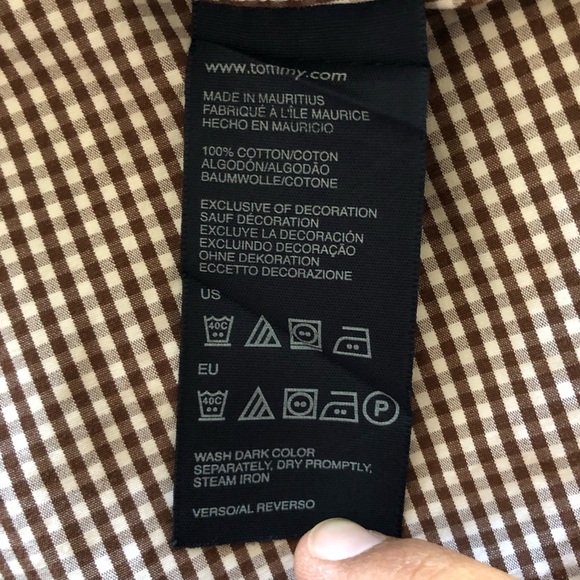 www.tommy.com
MADE IN MAURITIUS
FABRIQUÉ À L'ÎLE MAURICE
HECHO EN MAURICIO
100% COTTON/COTON
ALGODÓN/ALGODÃO
BAUMWOLLE/COTONE
EXCLUSIVE OF DECORATION
SAUF DÉCORATION
EXCLUYE LA DECORACIÓN
EXCLUINDO DECORAÇÃO
OHNE DEKORATION
ECCETTO DECORAZIONE
US
40C
EU
40C P
WASH DARK COLOR
SEPARATELY, DRY PROMPTLY,
STEAM IRON
VERSO/AL REVERSO